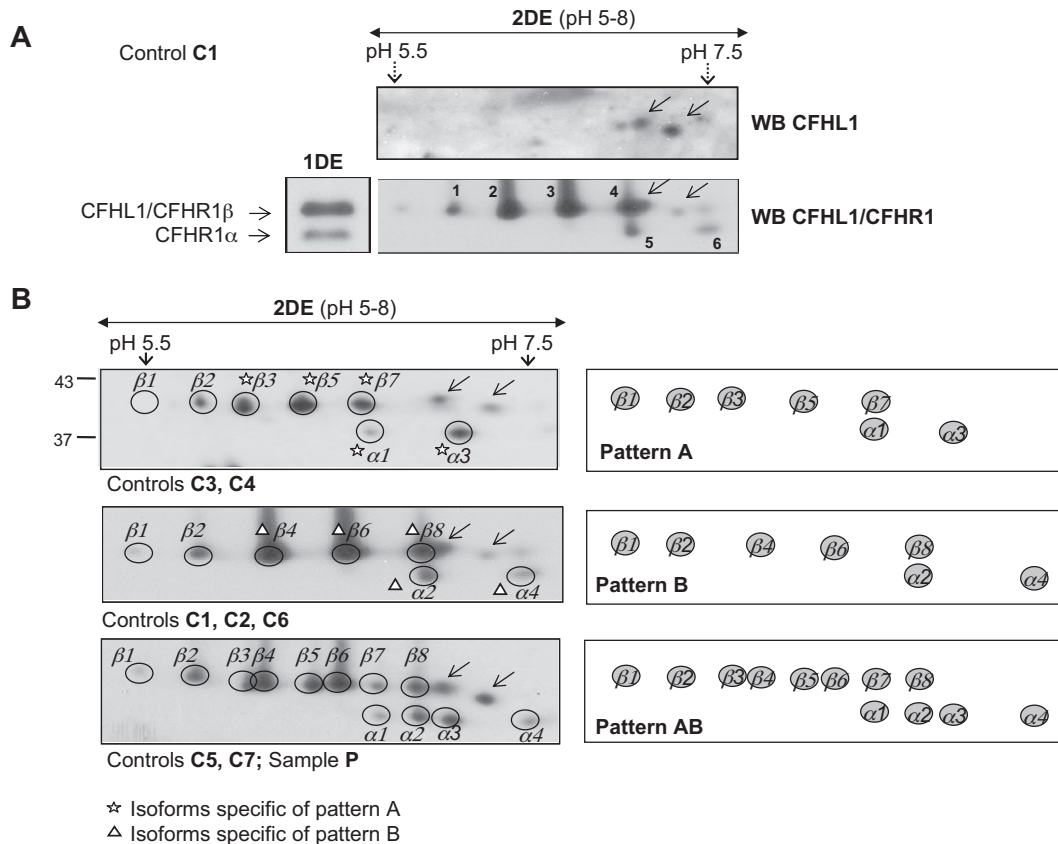 A
Control C1
2DE (pH 5-8)
pH 5.5
pH 7.5
WB CFHL1
1DE
CFHL1/CFHR1β
CFHR1α
1 2 3 4
5 6
WB CFHL1/CFHR1
B
2DE (pH 5-8)
pH 5.5
pH 7.5
43
37
β1 β2 β3 β5 β7
α1 α3
Controls C3, C4
β1 β2 β3 β5 β7
α1 α3
Pattern A
β1 β2 β4 β6 β8
α2 α4
Controls C1, C2, C6
β1 β2 β4 β6 β8
α2 α4
Pattern B
β1 β2 β3 β4 β5 β6 β7 β8
α1 α2 α3 α4
Controls C5, C7; Sample P
β1 β2 β3 β4 β5 β6 β7 β8
α1 α2 α3 α4
Pattern AB
☆ Isoforms specific of pattern A
△ Isoforms specific of pattern B